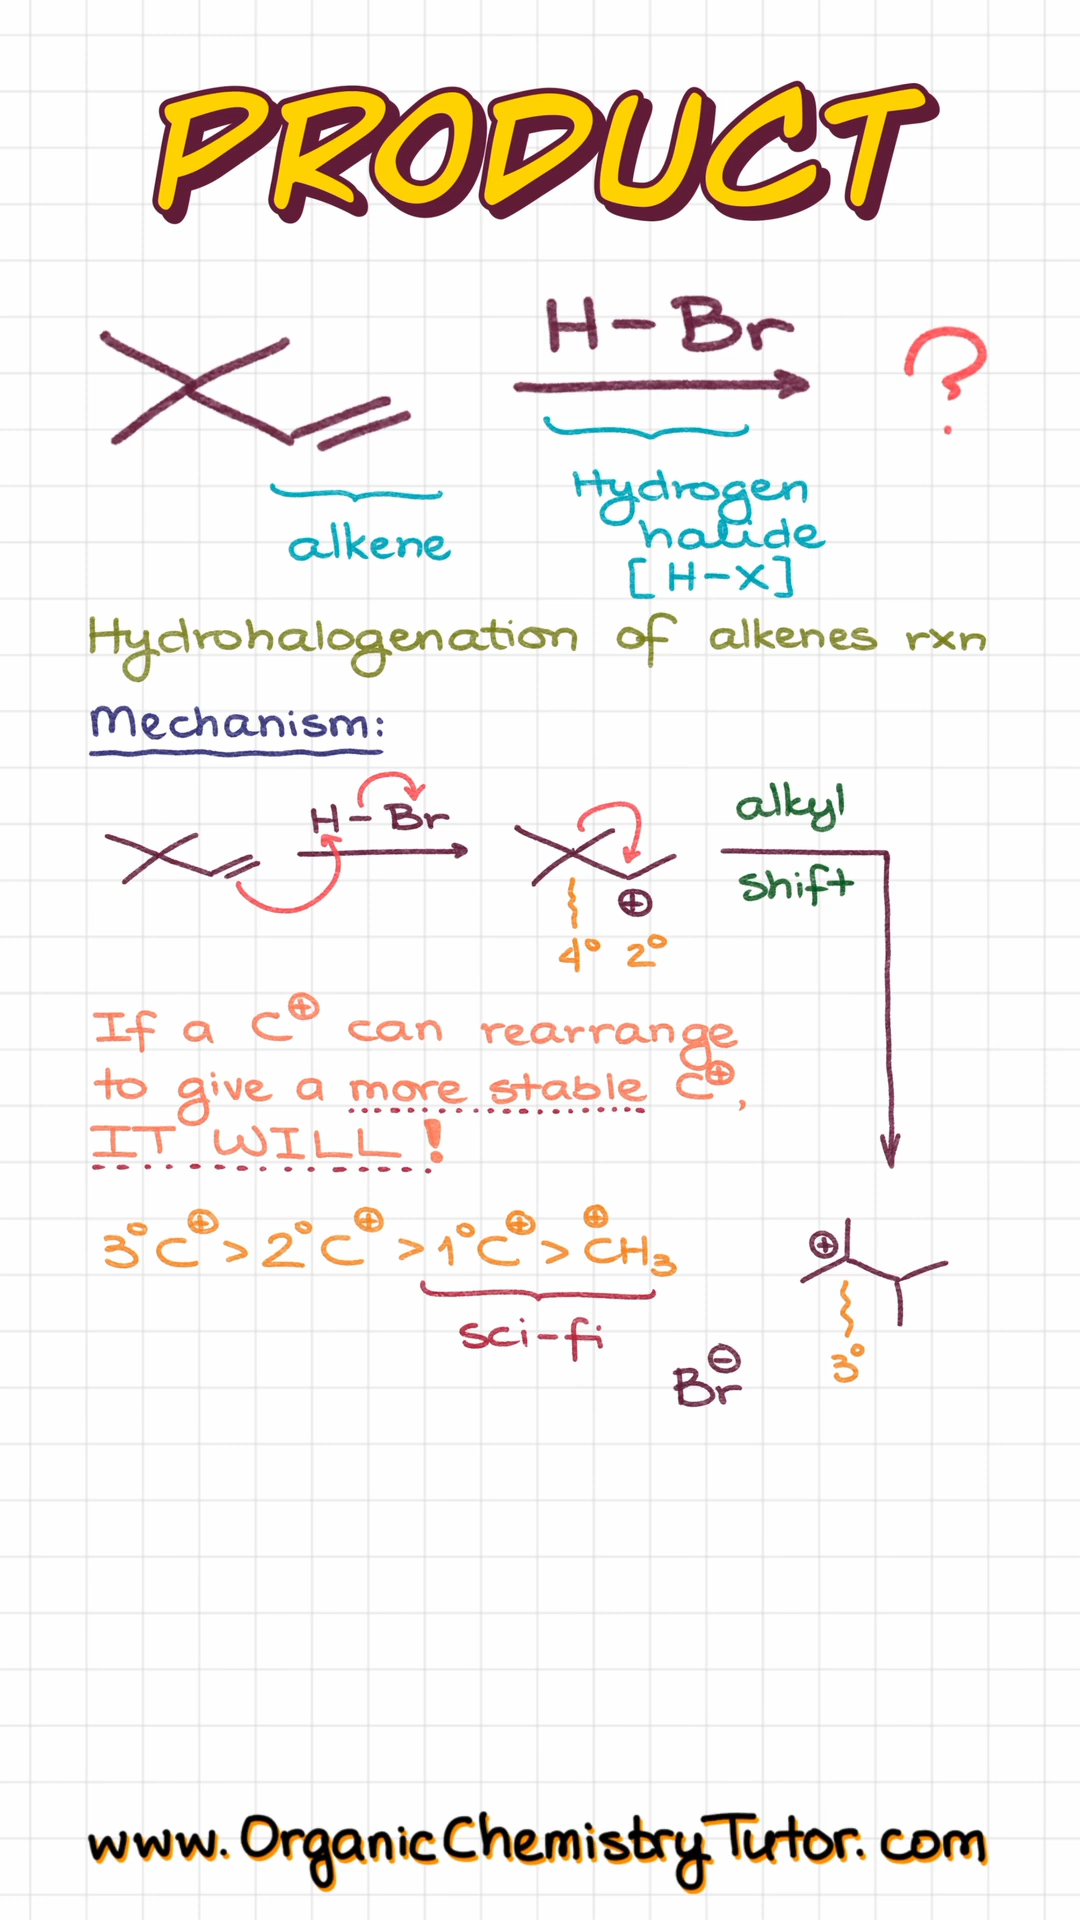 PRODUCT
H-Br
?
alkene
Hydrogen
halide
[H-X]
Hydrohalogenation of alkenes rxn
Mechanism:
H-Br
alkyl
shift
⊕
4° 2°
If a C⊕ can rearrange
to give a more stable C⊕,
IT WILL!
3°C⊕ > 2°C⊕ > 1°C⊕ > ⊕CH₃
sci-fi
⊕
3°
Br⊖
www.OrganicChemistryTutor.com